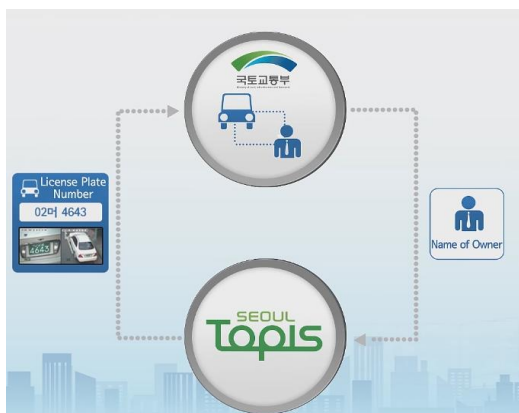 국토교통부
License Plate
Number
02머 4643
4643
Name of Owner
SEOUL
Topis